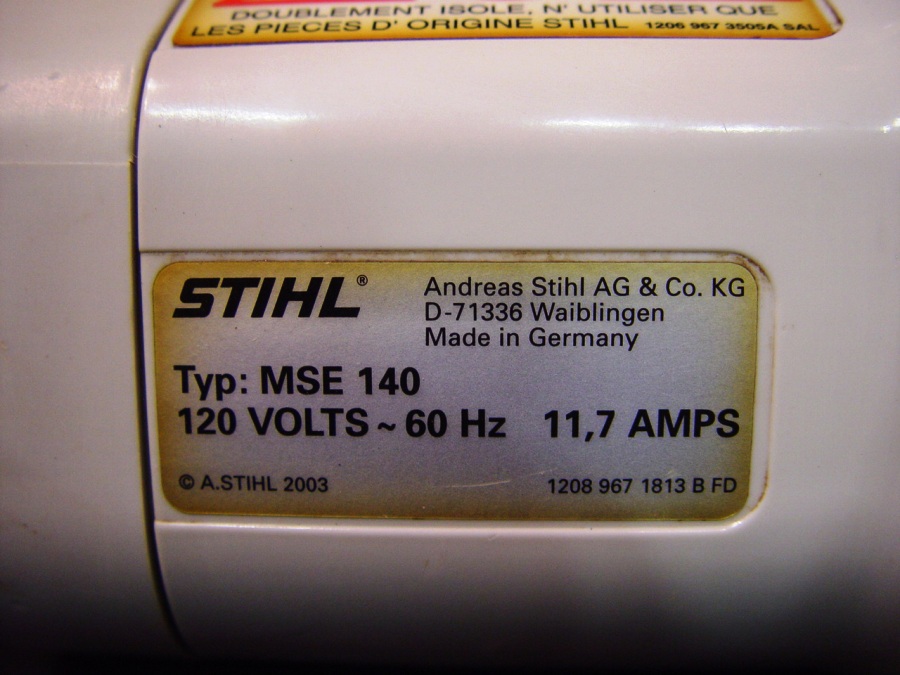 DOUBLEMENT ISOLE, N' UTILISER QUE
LES PIECES D' ORIGINE STIHL 1206 967 3505A SAL
STIHL®
Andreas Stihl AG & Co. KG
D-71336 Waiblingen
Made in Germany
Typ: MSE 140
120 VOLTS ~ 60 Hz 11,7 AMPS
© A.STIHL 2003 1208 967 1813 B FD